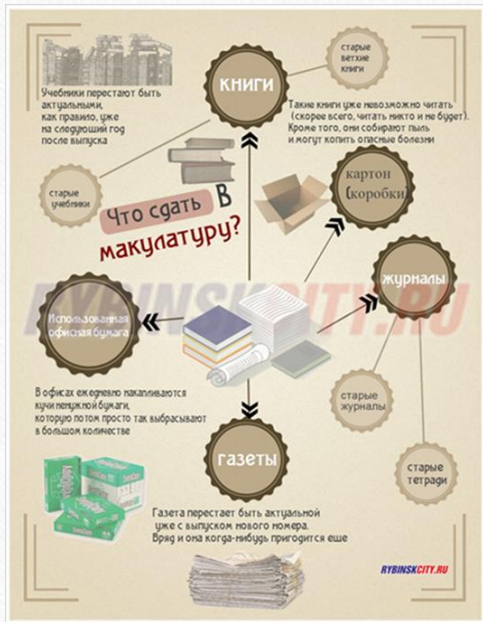 книги
старые
ветхие
книги
Учебники перестают быть
актуальными,
как правило, уже
на следующий год
после выпуска
Такие книги уже невозможно читать
(скорее всего, читать никто и не будет).
Кроме того, они собирают пыль
и могут копить опасные болезни
старые
учебники
Что сдать в
макулатуру?
картон
(коробки)
журналы
RYBINSKCITY.RU
Использованная
офисная бумага
старые
журналы
В офисах ежедневно накапливаются
кучи ненужной бумаги,
которую потом просто так выбрасывают
в большом количестве
газеты
старые
тетради
Газета перестает быть актуальной
уже с выпуском нового номера.
Вряд и она когда-нибудь пригодится еше
RYBINSKCITY.RU